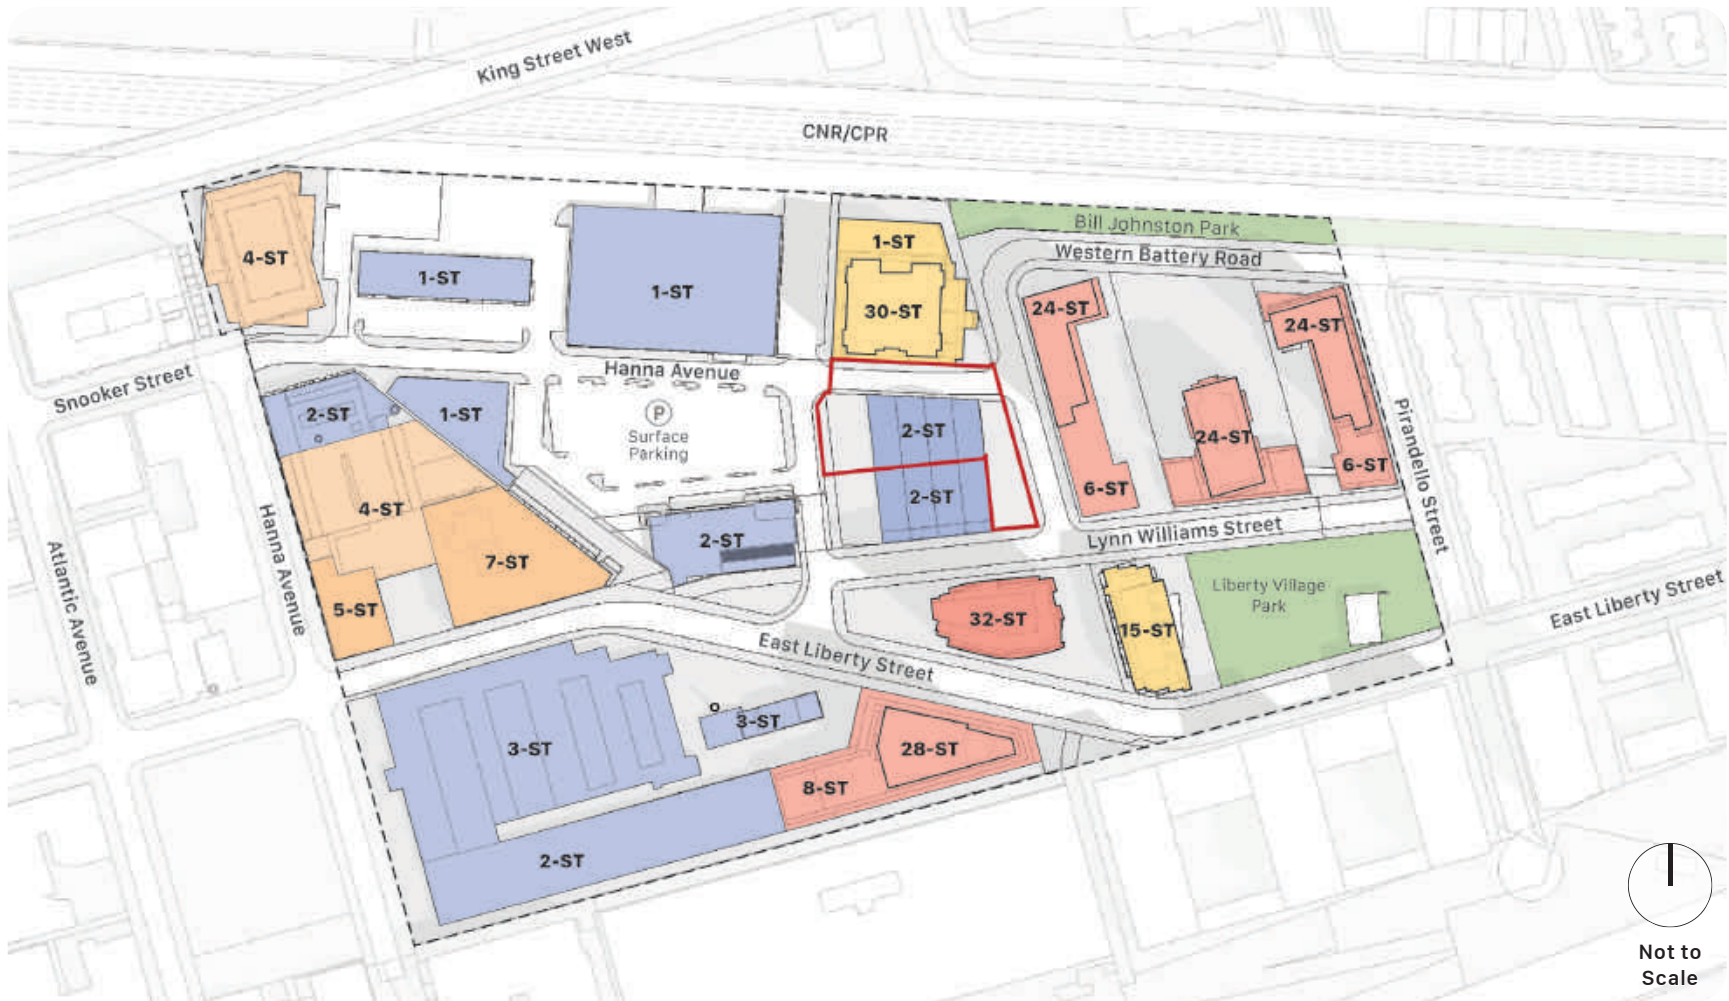 King Street West
CNR/CPR
Bill Johnston Park
Western Battery Road
4-ST
1-ST
1-ST
1-ST
30-ST
24-ST
24-ST
Snooker Street
Hanna Avenue
P
Surface
Parking
2-ST
1-ST
2-ST
24-ST
6-ST
6-ST
Pirandello Street
2-ST
4-ST
Hanna Avenue
Atlantic Avenue
7-ST
5-ST
2-ST
Lynn Williams Street
Liberty Village
Park
32-ST
15-ST
East Liberty Street
East Liberty Street
3-ST
3-ST
28-ST
8-ST
2-ST
Not to
Scale